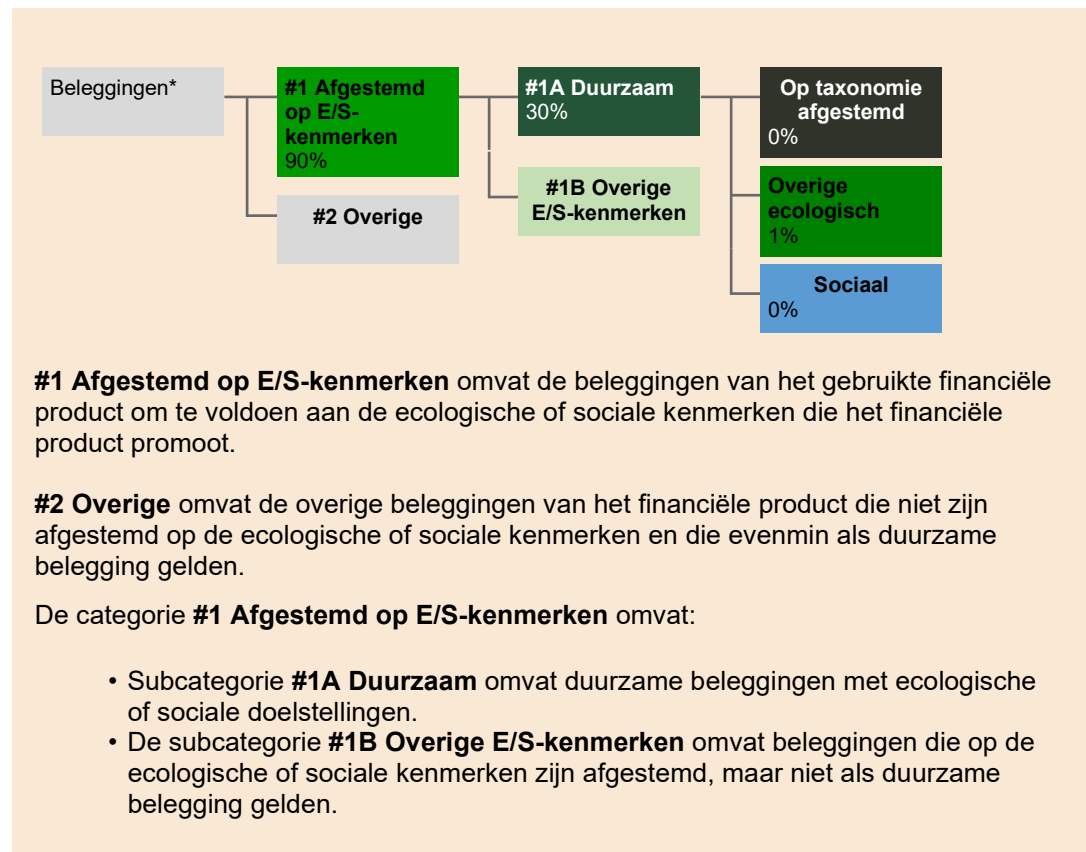 Beleggingen*
#1 Afgestemd
op E/S-
kenmerken
90%
#2 Overige
#1A Duurzaam
30%
#1B Overige
E/S-kenmerken
Op taxonomie
afgestemd
0%
Overige
ecologisch
1%
Sociaal
0%
#1 Afgestemd op E/S-kenmerken omvat de beleggingen van het gebruikte financiële
product om te voldoen aan de ecologische of sociale kenmerken die het financiële
product promoot.
#2 Overige omvat de overige beleggingen van het financiële product die niet zijn
afgestemd op de ecologische of sociale kenmerken en die evenmin als duurzame
belegging gelden.
De categorie #1 Afgestemd op E/S-kenmerken omvat:
• Subcategorie #1A Duurzaam omvat duurzame beleggingen met ecologische
of sociale doelstellingen.
• De subcategorie #1B Overige E/S-kenmerken omvat beleggingen die op de
ecologische of sociale kenmerken zijn afgestemd, maar niet als duurzame
belegging gelden.